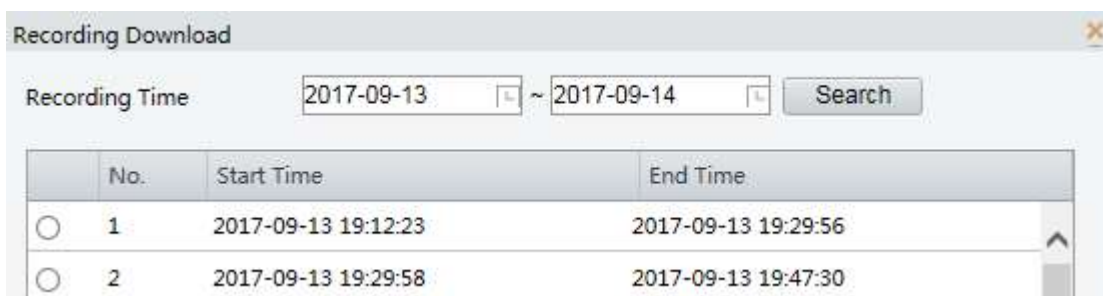 Recording Download
Recording Time 2017-09-13 ~ 2017-09-14 Search
No. Start Time End Time
1 2017-09-13 19:12:23 2017-09-13 19:29:56
2 2017-09-13 19:29:58 2017-09-13 19:47:30